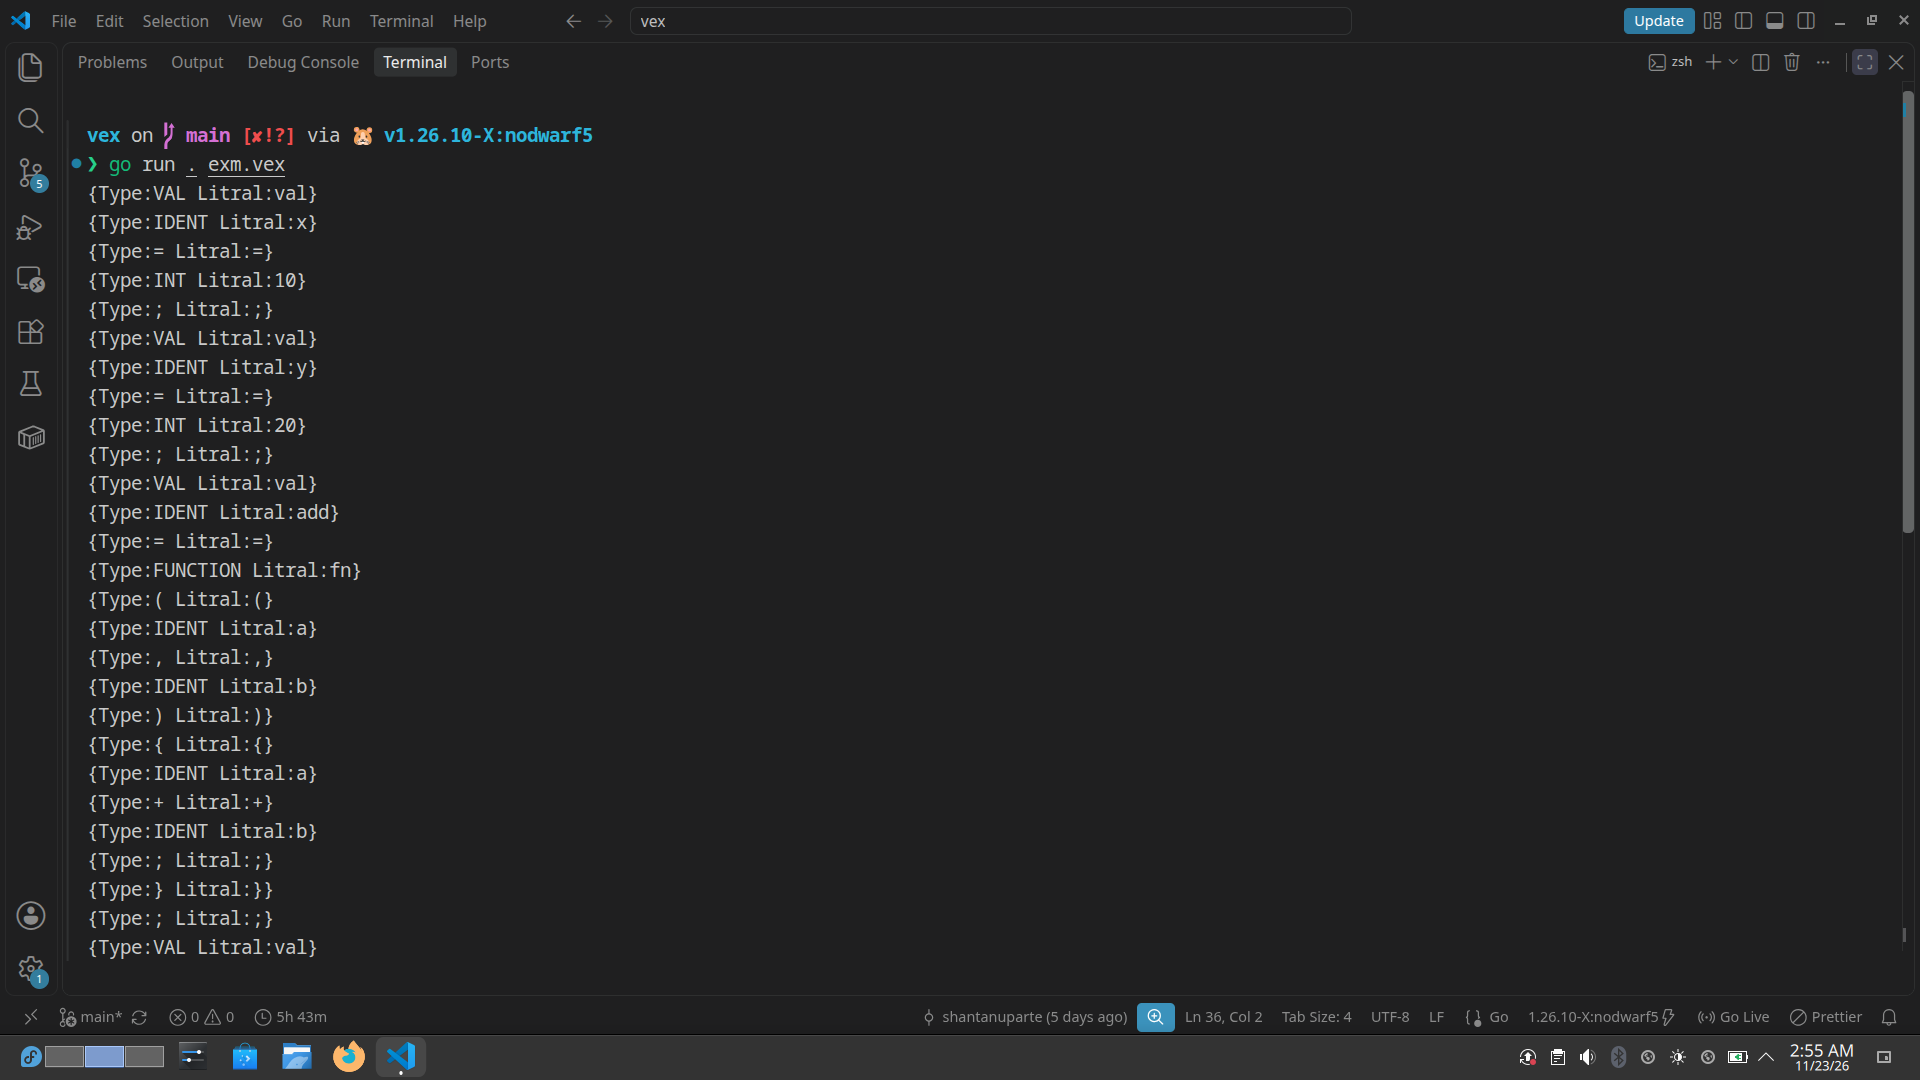 File Edit Selection View Go Run Terminal Help vex Update
Problems Output Debug Console Terminal Ports zsh
vex on main [✘!?] via 🐹 v1.26.10-X:nodwarf5
❯ go run . exm.vex
{Type:VAL Litral:val}
{Type:IDENT Litral:x}
{Type:= Litral:=}
{Type:INT Litral:10}
{Type:; Litral:;}
{Type:VAL Litral:val}
{Type:IDENT Litral:y}
{Type:= Litral:=}
{Type:INT Litral:20}
{Type:; Litral:;}
{Type:VAL Litral:val}
{Type:IDENT Litral:add}
{Type:= Litral:=}
{Type:FUNCTION Litral:fn}
{Type:( Litral:(}
{Type:IDENT Litral:a}
{Type:, Litral:,}
{Type:IDENT Litral:b}
{Type:) Litral:)}
{Type:{ Litral:{}
{Type:IDENT Litral:a}
{Type:+ Litral:+}
{Type:IDENT Litral:b}
{Type:; Litral:;}
{Type:} Litral:}}
{Type:; Litral:;}
{Type:VAL Litral:val}
5
1
main* 0 0 5h 43m shantanuparte (5 days ago) Ln 36, Col 2 Tab Size: 4 UTF-8 LF Go 1.26.10-X:nodwarf5 Go Live Prettier
2:55 AM
11/23/26